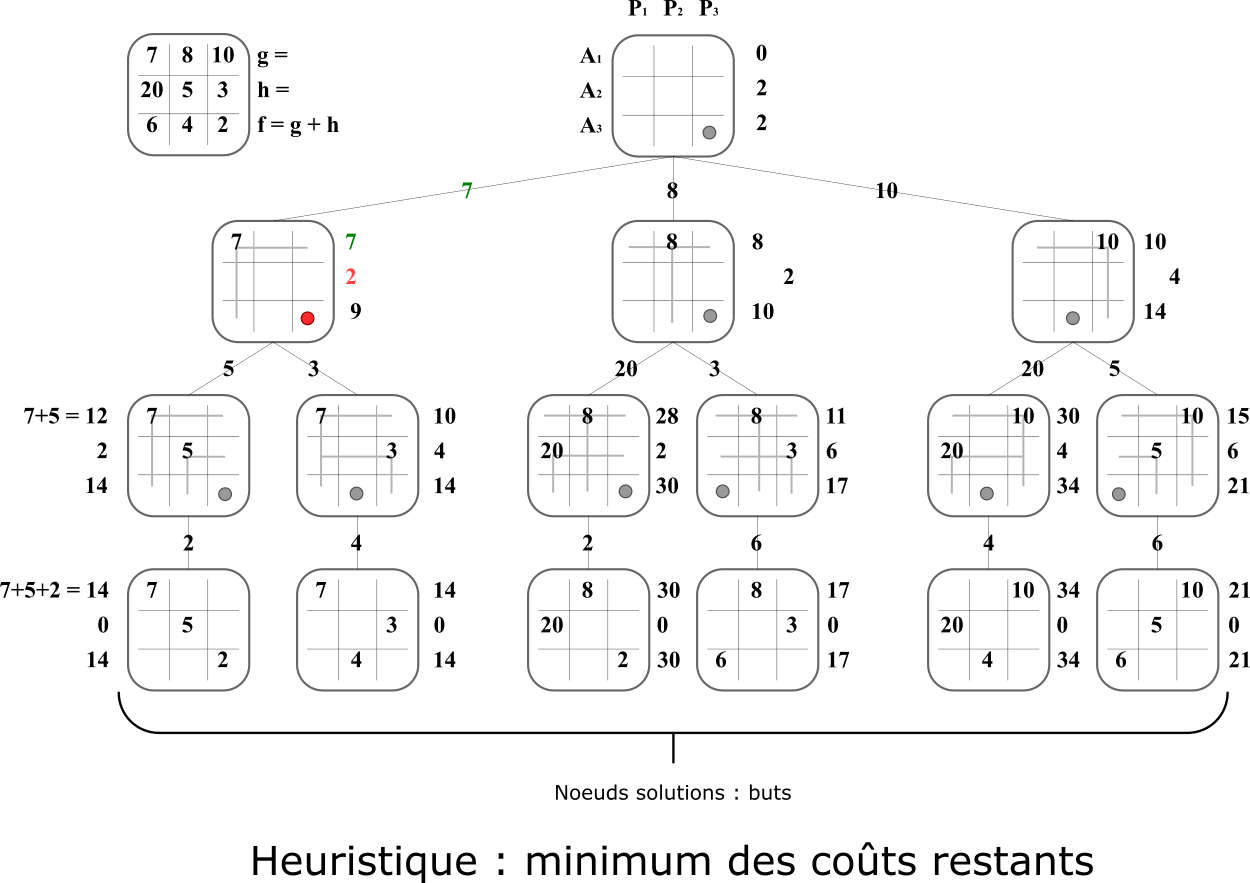 P₁ P₂ P₃
7 8 10 g =
20 5 3 h =
6 4 2 f = g + h
A₁ 0
A₂ 2
A₃ 2
7 8 10
7 7 8 8 10 10
2 2 4
9 10 14
5 3 20 3 20 5
7+5 = 12 7 7 10 8 28 8 11 10 30 10 15
2 5 3 4 20 2 3 6 20 4 5 6
14 14 30 17 34 21
2 4 2 6 4 6
7+5+2 = 14 7 7 14 8 30 8 17 10 34 10 21
0 5 3 0 20 0 3 0 20 0 5 0
14 2 4 14 2 30 6 17 4 34 6 21
Noeuds solutions : buts
Heuristique : minimum des coûts restants